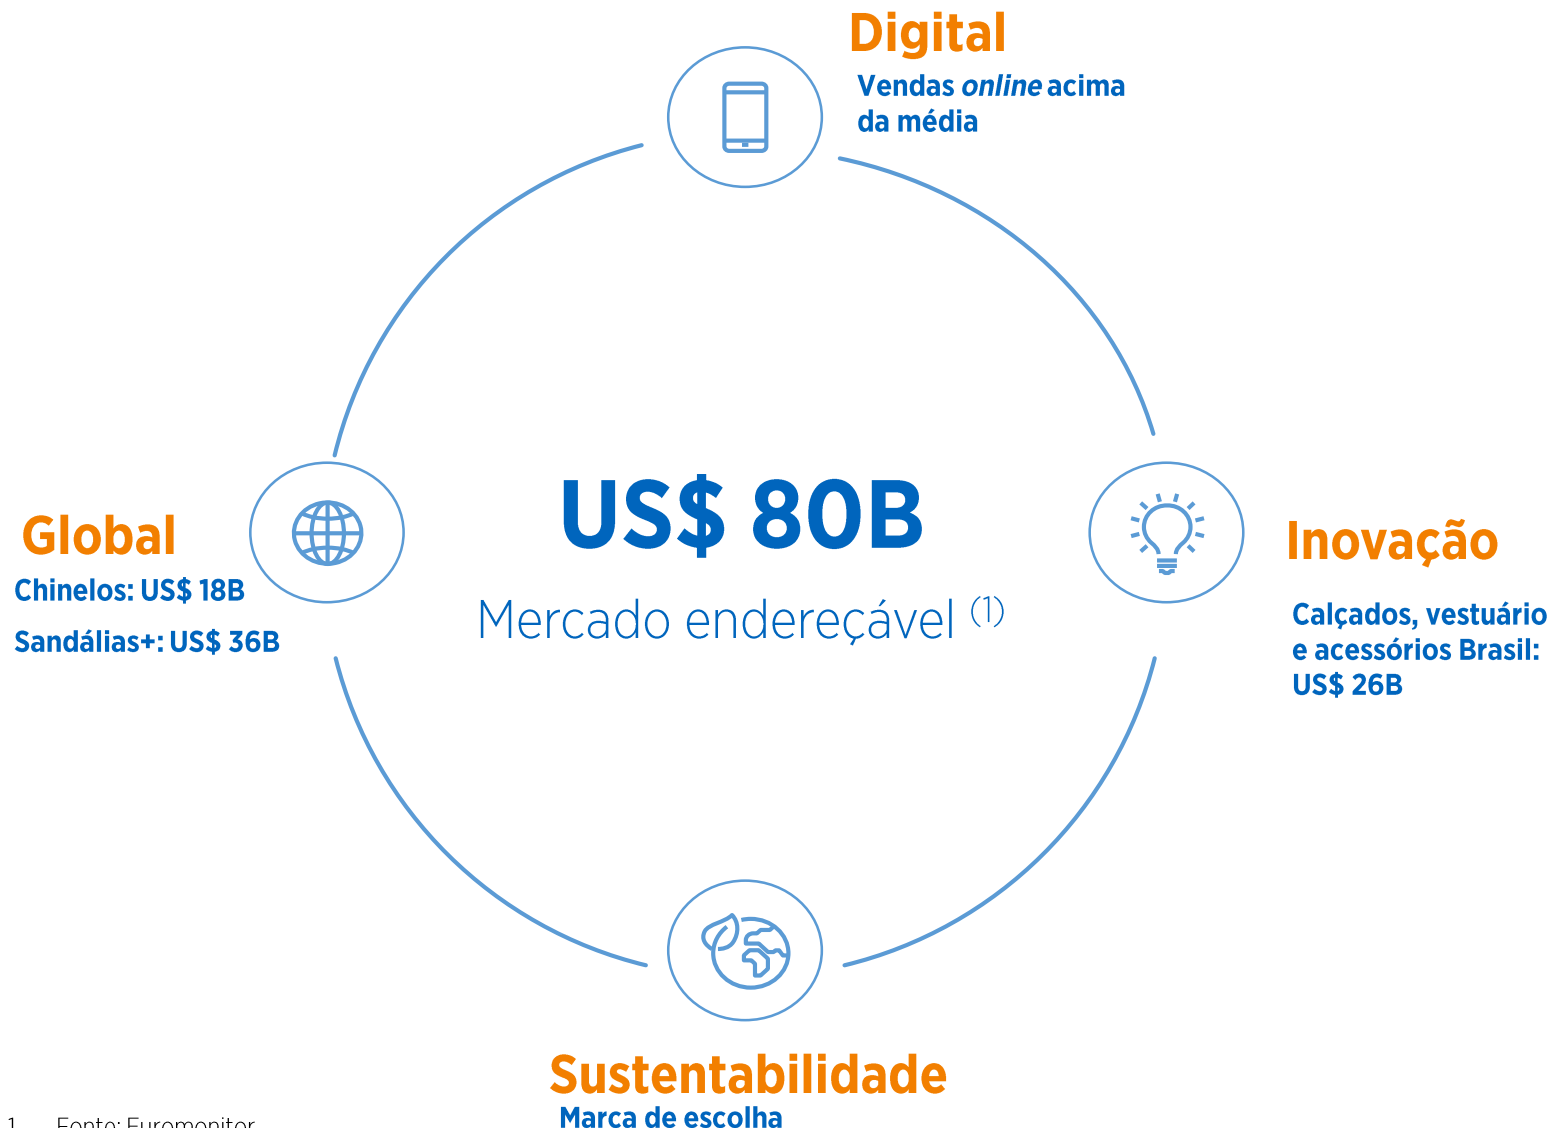 Digital
Vendas online acima
da média
Global
Chinelos: US$ 18B
Sandálias+: US$ 36B
US$ 80B
Mercado endereçável (1)
Inovação
Calçados, vestuário
e acessórios Brasil:
US$ 26B
Sustentabilidade
Marca de escolha
1 Fonte: Euromonitor